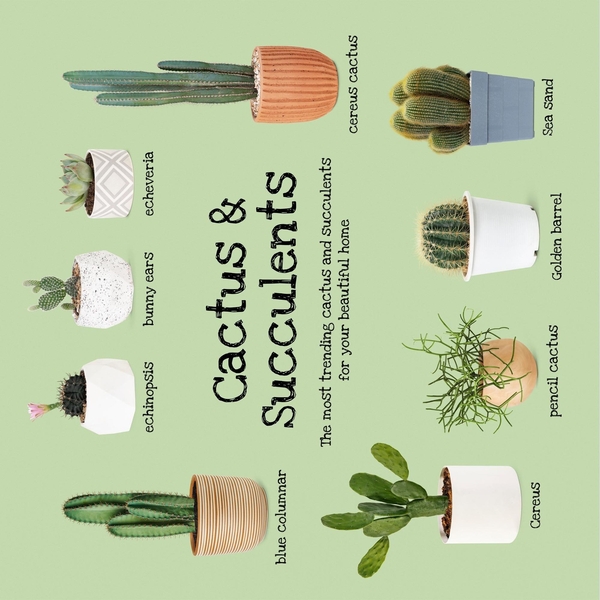 echinopsis
bunny ears
echeveria
blue columnar
Cactus &
Succulents
The most trending cactus and succulents
for your beautiful home
cereus cactus
Cereus
pencil cactus
Golden barrel
Sea sand